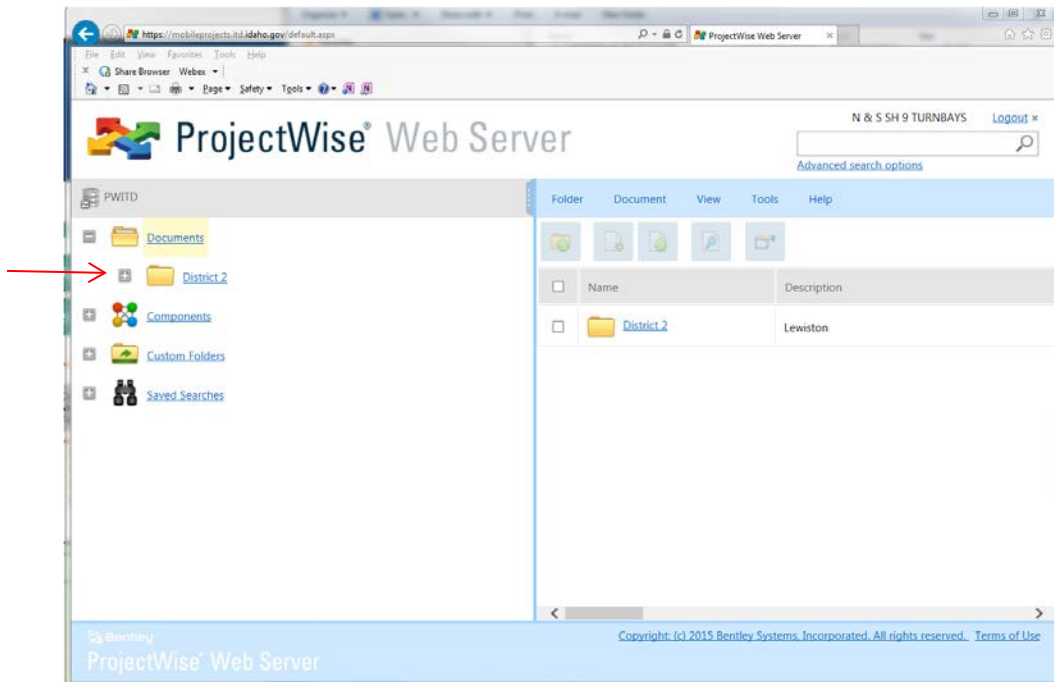 https://mobileprojects.itd.idaho.gov/default.aspx
ProjectWise Web Server ×
File Edit View Favorites Tools Help
× Share Browser Webex
Page Safety Tools
ProjectWise® Web Server
N & S SH 9 TURNBAYS Logout ×
Advanced search options
PWITD
Folder Document View Tools Help
Documents
District 2
Components
Custom Folders
Saved Searches
Name Description
District 2 Lewiston
Bentley
ProjectWise® Web Server
Copyright: (c) 2015 Bentley Systems, Incorporated. All rights reserved. Terms of Use